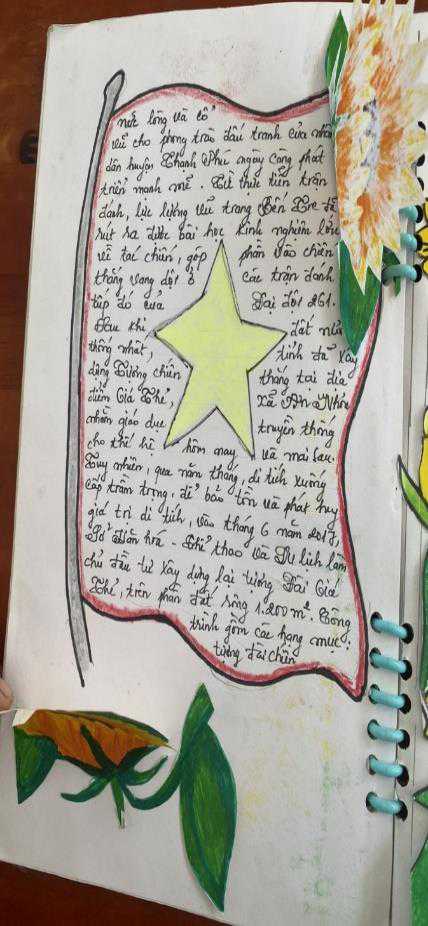 nức lòng và cổ
vũ cho phong trào đấu tranh của nhân
dân huyện Thạnh Phú ngày càng phát
triển mạnh mẽ. Từ thực tiễn trận
đánh, lực lượng vũ trang Bến Tre đã
rút ra được bài học kinh nghiệm lớn
về tác chiến, góp phần vào chiến
thắng vang dội ở các trận đánh
tiếp đó của Đại đội 261.
Sau khi đất nước
thống nhất, tỉnh đã xây
dựng Tượng chiến thắng tại địa
điểm Giá Thẻ, xã An Nhơn
nhằm giáo dục truyền thống
cho thế hệ hôm nay và mai sau.
Tuy nhiên, qua năm tháng, di tích xuống
cấp trầm trọng, để bảo tồn và phát huy
giá trị di tích, vào tháng 6 năm 2017,
Sở Văn hoá - Thể thao và Du lịch làm
chủ đầu tư xây dựng lại tượng Đài Giá
Thẻ, trên phần đất rộng 1.200 m². Công
trình gồm các hạng mục:
tượng đài chiến